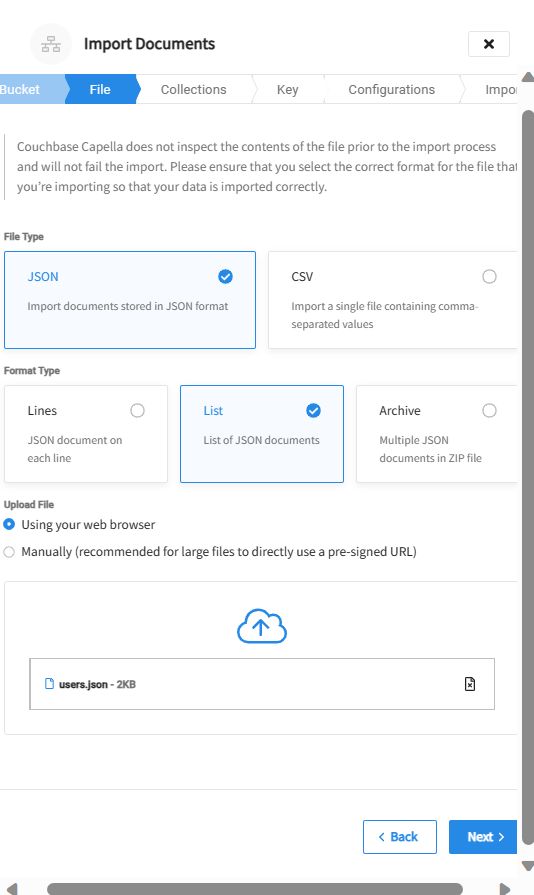 Import Documents
Bucket
File
Collections
Key
Configurations
Impor
Couchbase Capella does not inspect the contents of the file prior to the import process
and will not fail the import. Please ensure that you select the correct format for the file that
you're importing so that your data is imported correctly.
File Type
JSON
Import documents stored in JSON format
CSV
Import a single file containing comma-
separated values
Format Type
Lines
JSON document on
each line
List
List of JSON documents
Archive
Multiple JSON
documents in ZIP file
Upload File
Using your web browser
Manually (recommended for large files to directly use a pre-signed URL)
users.json - 2KB
Back
Next